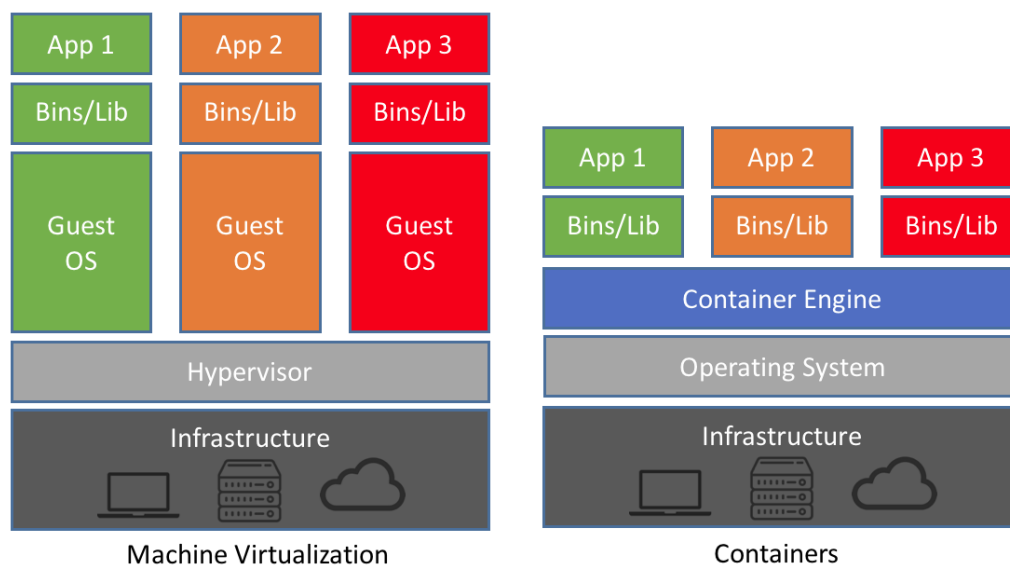 App 1
App 2
App 3
Bins/Lib
Bins/Lib
Bins/Lib
Guest
OS
Guest
OS
Guest
OS
Hypervisor
Infrastructure
Machine Virtualization
App 1
App 2
App 3
Bins/Lib
Bins/Lib
Bins/Lib
Container Engine
Operating System
Infrastructure
Containers